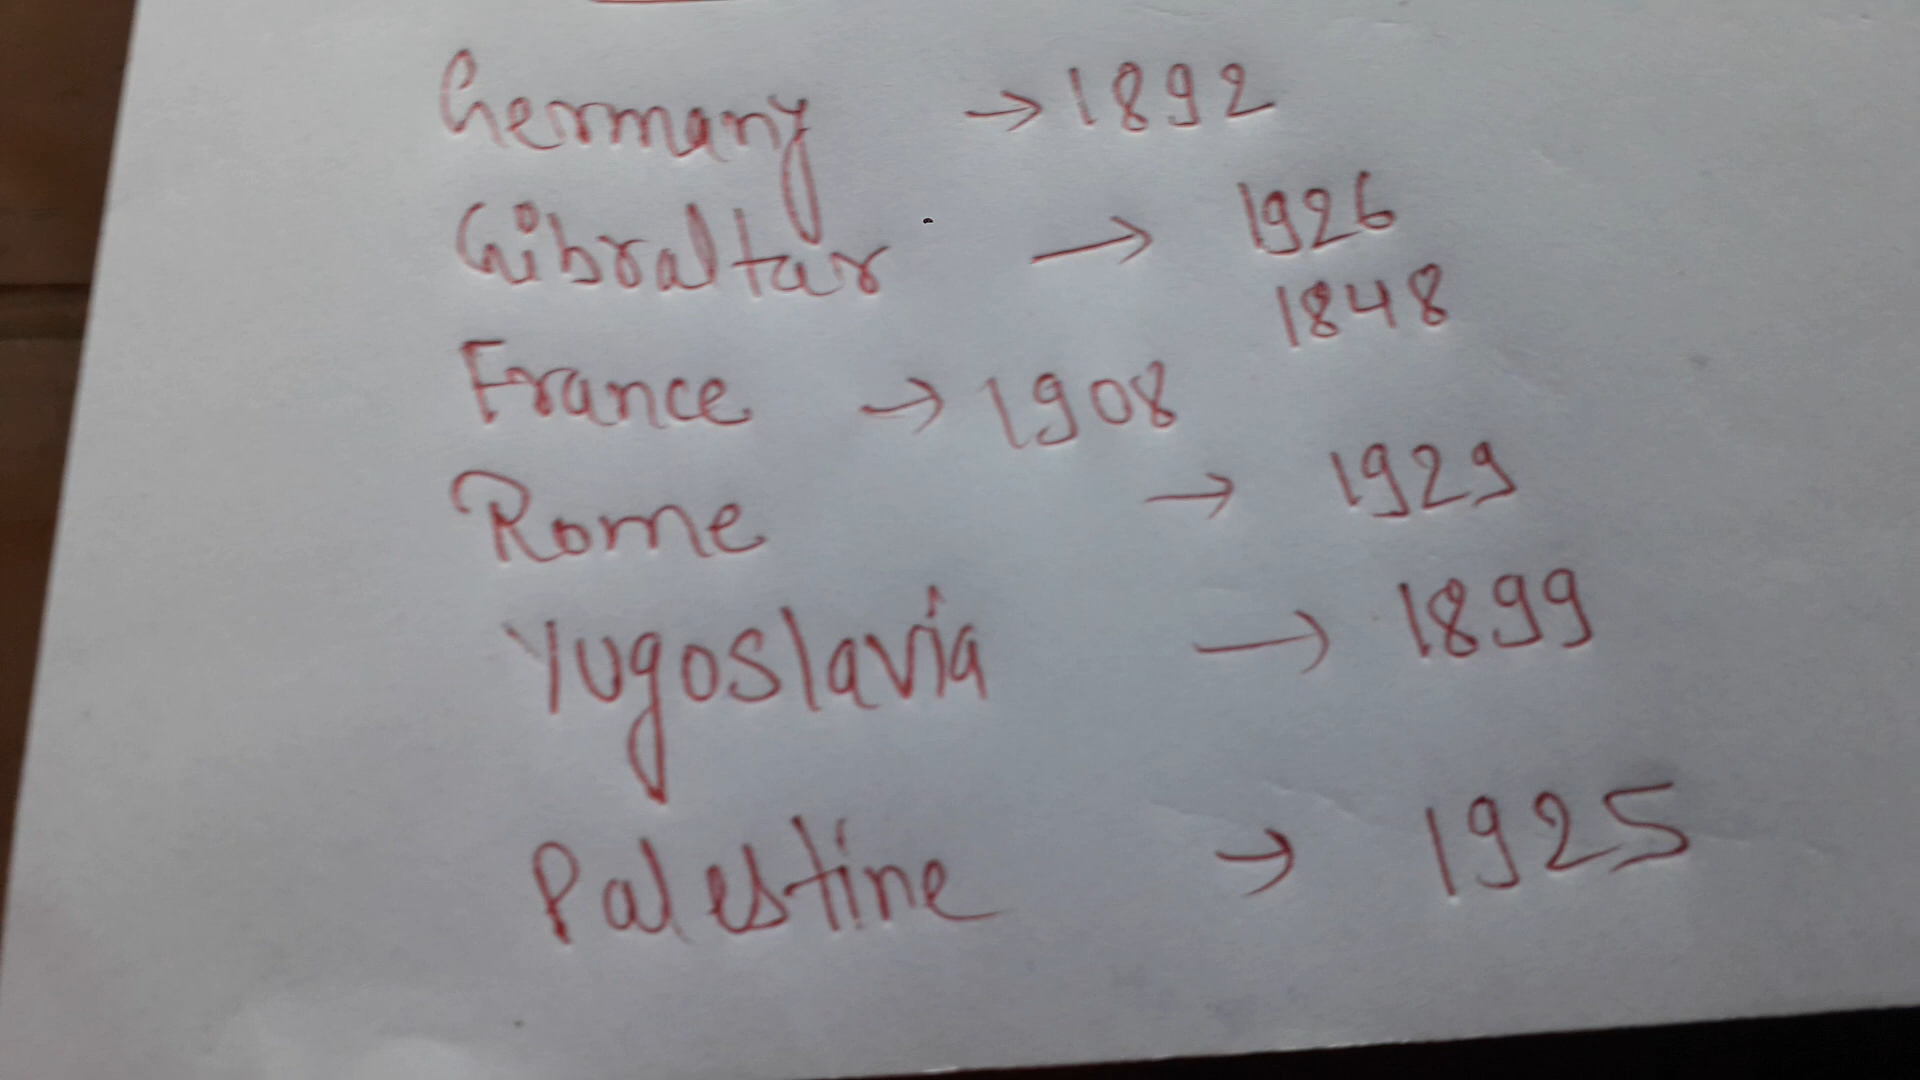 Germany → 1892
Gibraltar → 1926
1848
France → 1908
Rome → 1929
Yugoslavia → 1899
Palestine → 1925